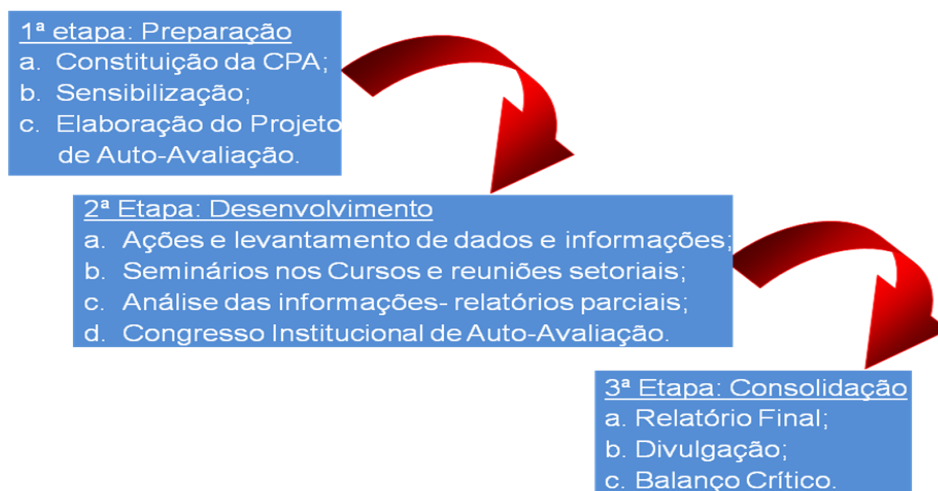 1ª etapa: Preparação
a. Constituição da CPA;
b. Sensibilização;
c. Elaboração do Projeto
de Auto-Avaliação.
2ª Etapa: Desenvolvimento
a. Ações e levantamento de dados e informações;
b. Seminários nos Cursos e reuniões setoriais;
c. Análise das informações- relatórios parciais;
d. Congresso Institucional de Auto-Avaliação.
3ª Etapa: Consolidação
a. Relatório Final;
b. Divulgação;
c. Balanço Crítico.